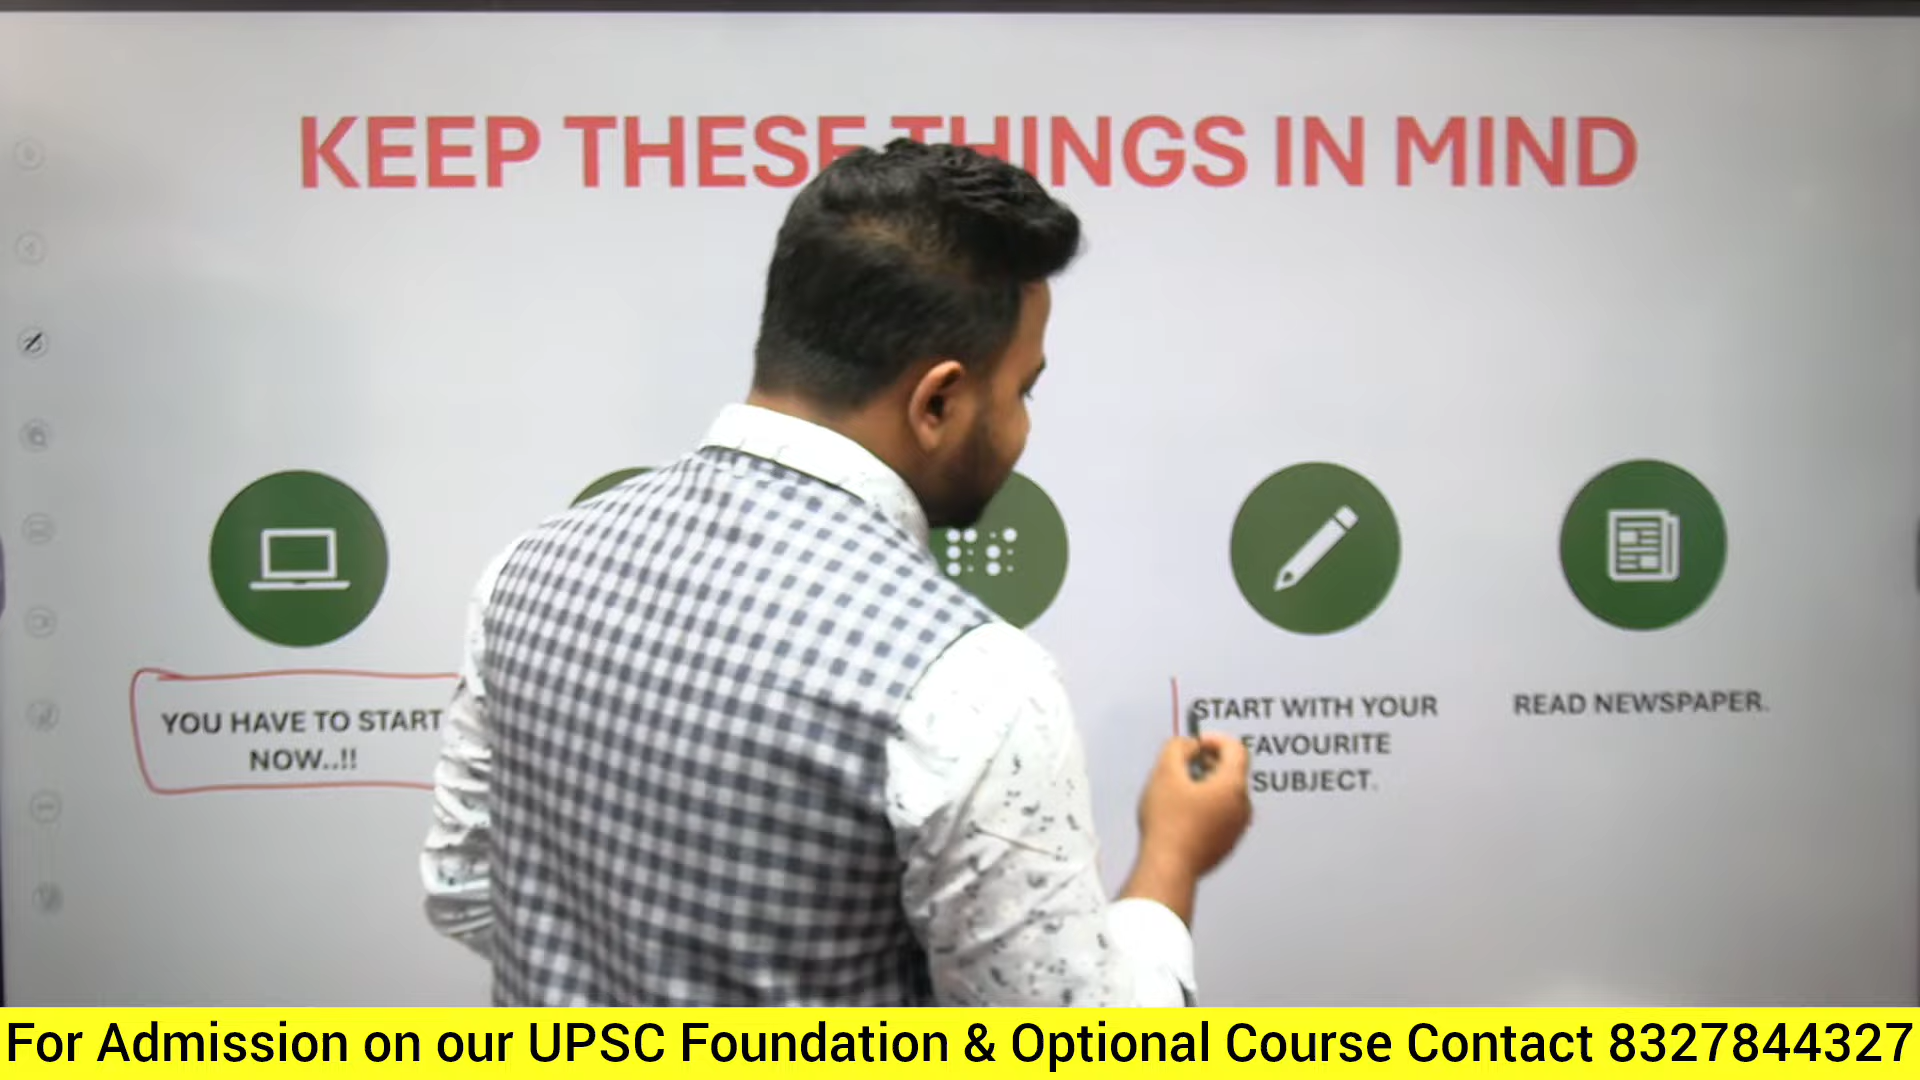 KEEP THESE THINGS IN MIND
YOU HAVE TO START
NOW..!!
START WITH YOUR
FAVOURITE
SUBJECT.
READ NEWSPAPER.
For Admission on our UPSC Foundation & Optional Course Contact 8327844327